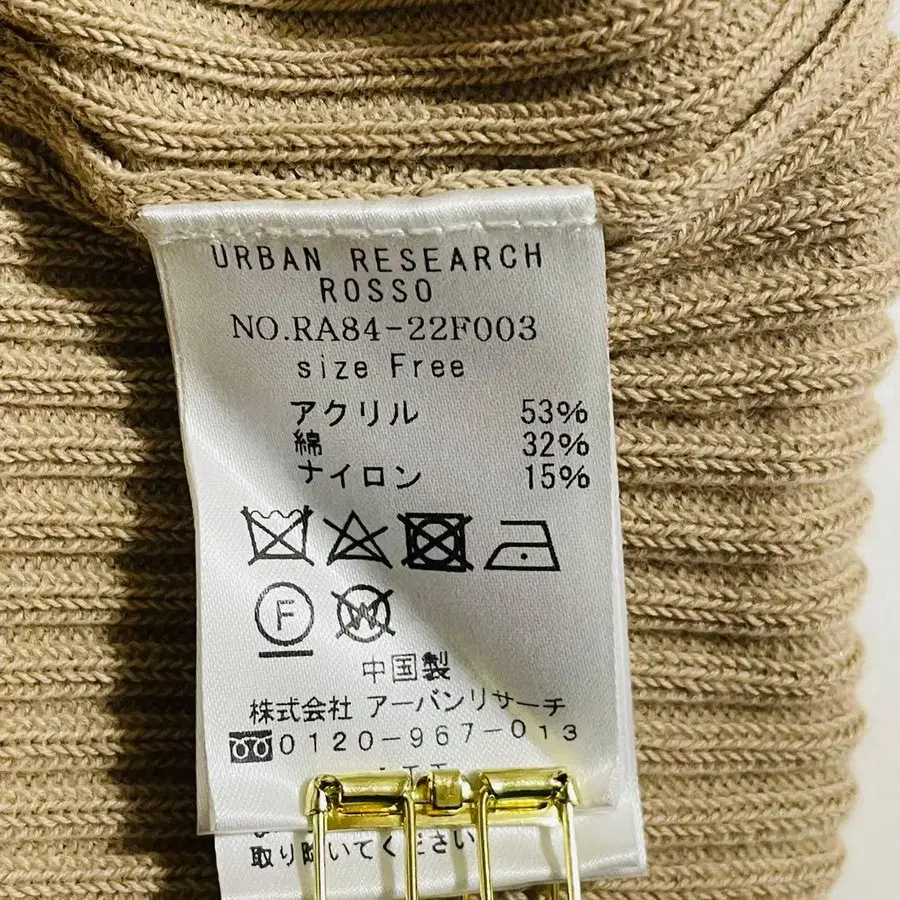 URBAN RESEARCH
ROSSO
NO.RA84-22F003
size Free
アクリル 53%
綿 32%
ナイロン 15%
F W
中国製
株式会社 アーバンリサーチ
0120-967-013
取り除いてください